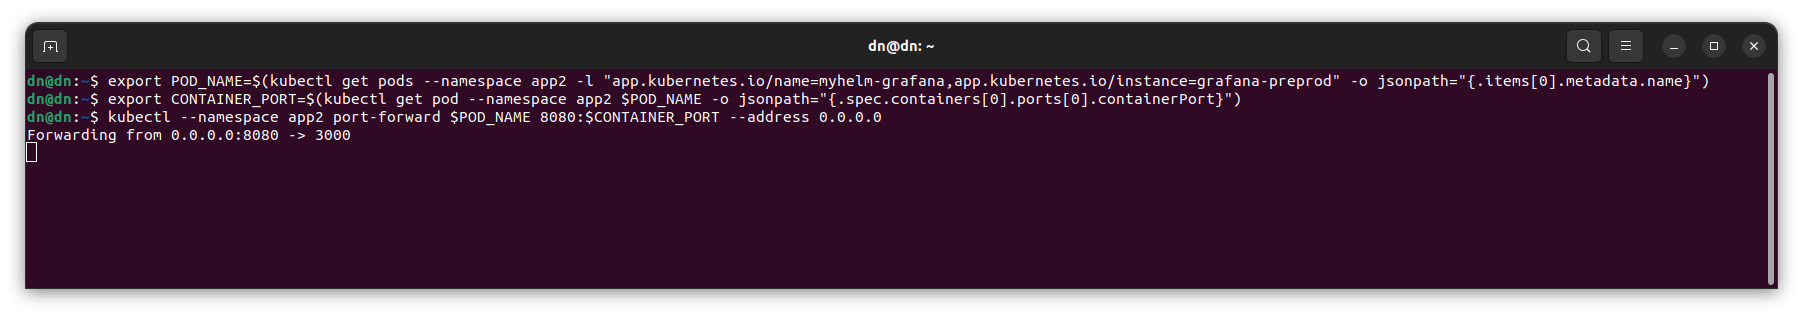 dn@dn: ~
dn@dn:~$ export POD_NAME=$(kubectl get pods --namespace app2 -l "app.kubernetes.io/name=myhelm-grafana,app.kubernetes.io/instance=grafana-preprod" -o jsonpath="{.items[0].metadata.name}")
dn@dn:~$ export CONTAINER_PORT=$(kubectl get pod --namespace app2 $POD_NAME -o jsonpath="{.spec.containers[0].ports[0].containerPort}")
dn@dn:~$ kubectl --namespace app2 port-forward $POD_NAME 8080:$CONTAINER_PORT --address 0.0.0.0
Forwarding from 0.0.0.0:8080 -> 3000